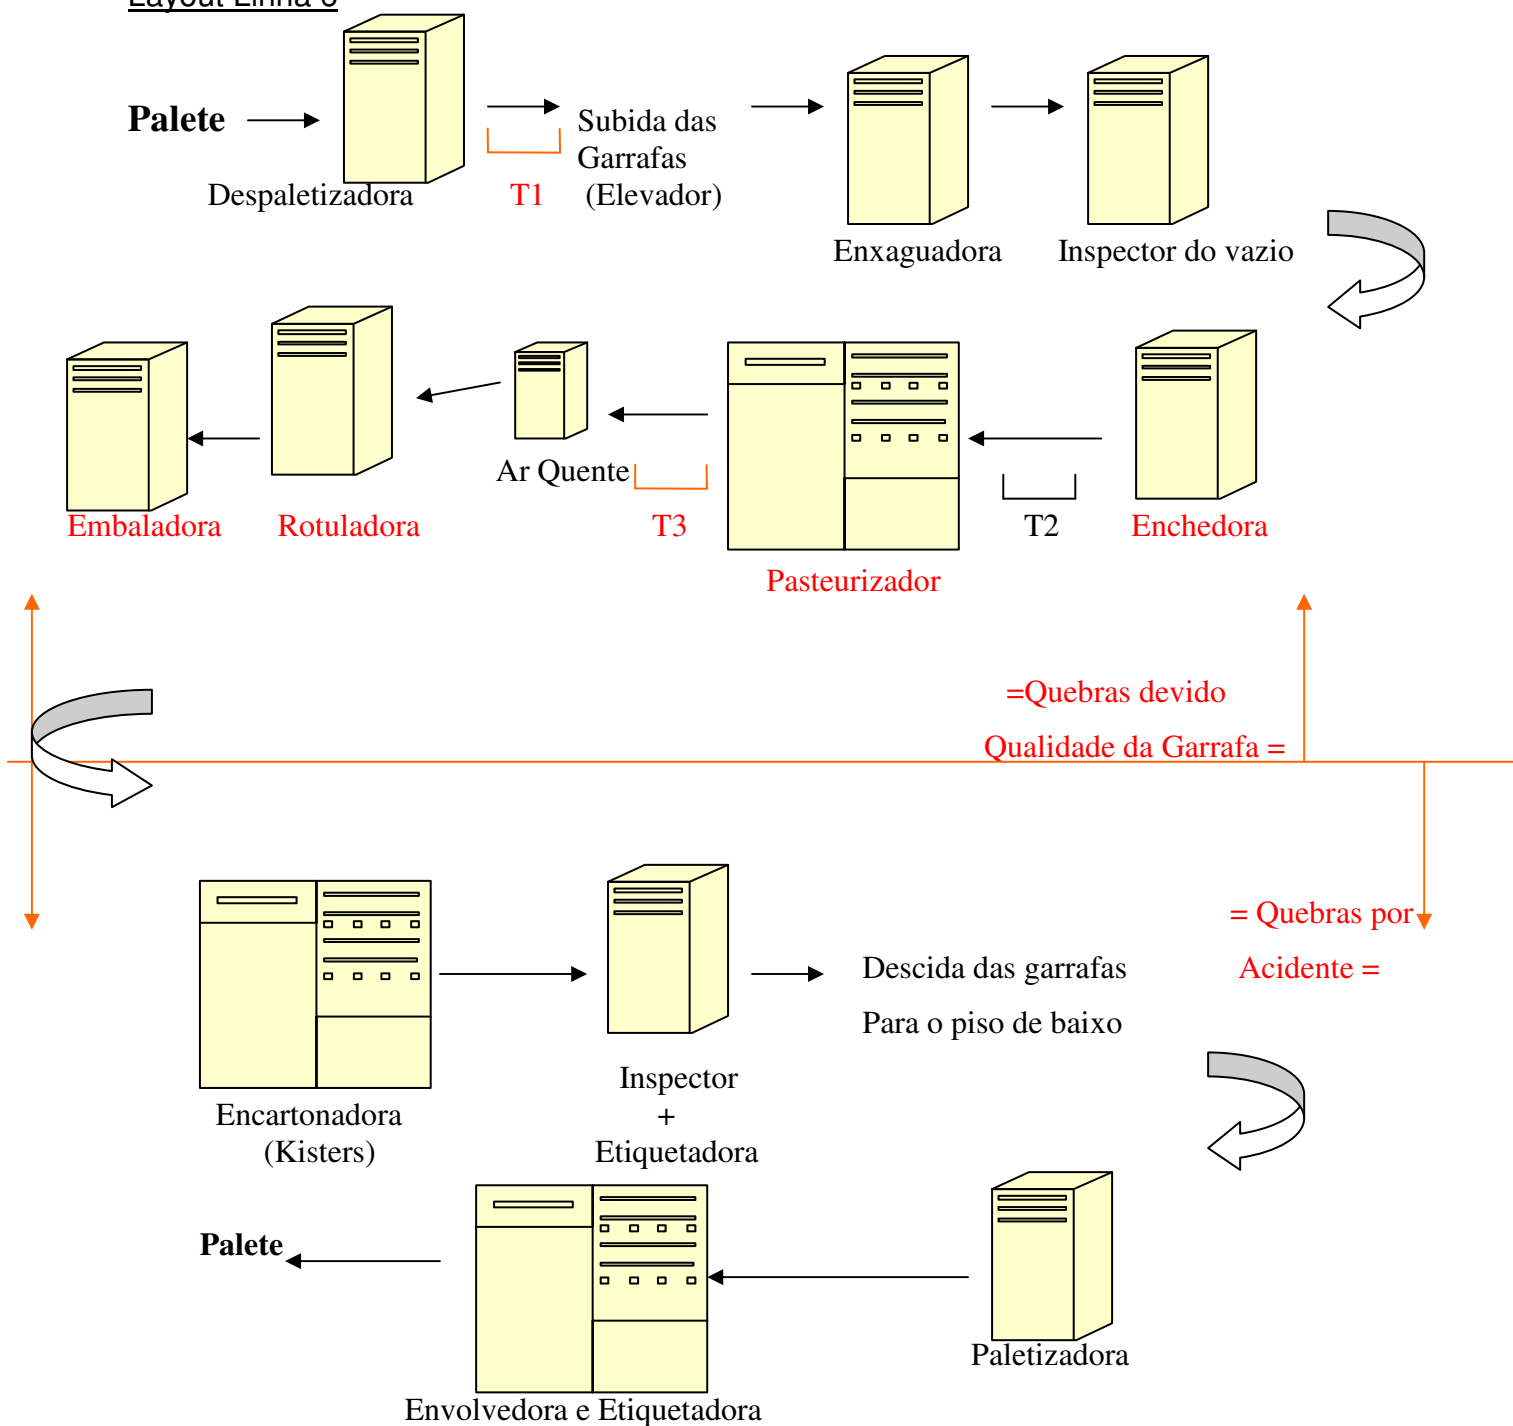 Layout Linha
Palete
Subida das
Garrafas
(Elevador)
Despaletizadora
T1
Enxaguadora
Inspector do vazio
Ar Quente
Embaladora
Rotuladora
T3
T2
Enchedora
Pasteurizador
=Quebras devido
Qualidade da Garrafa =
= Quebras por
Acidente =
Descida das garrafas
Para o piso de baixo
Encartonadora
(Kisters)
Inspector
+
Etiquetadora
Palete
Paletizadora
Envolvedora e Etiquetadora